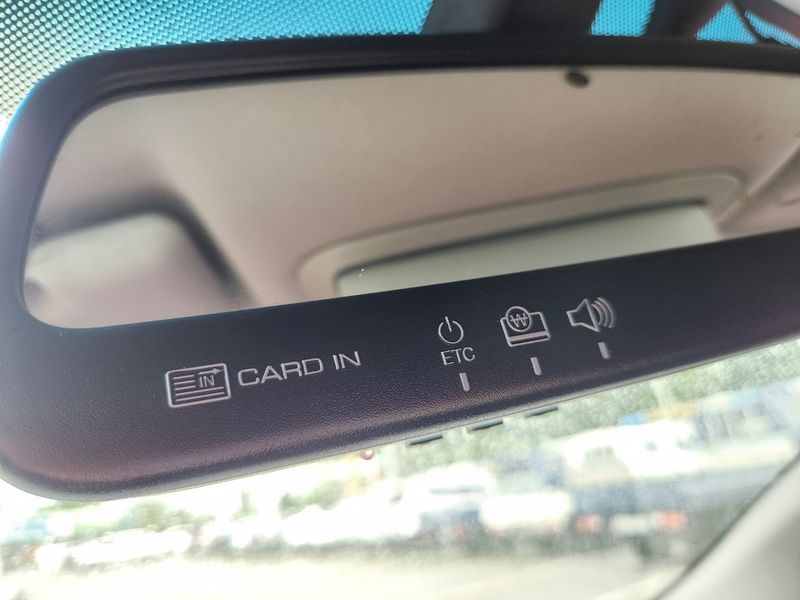 IN CARD IN
ETC
₩